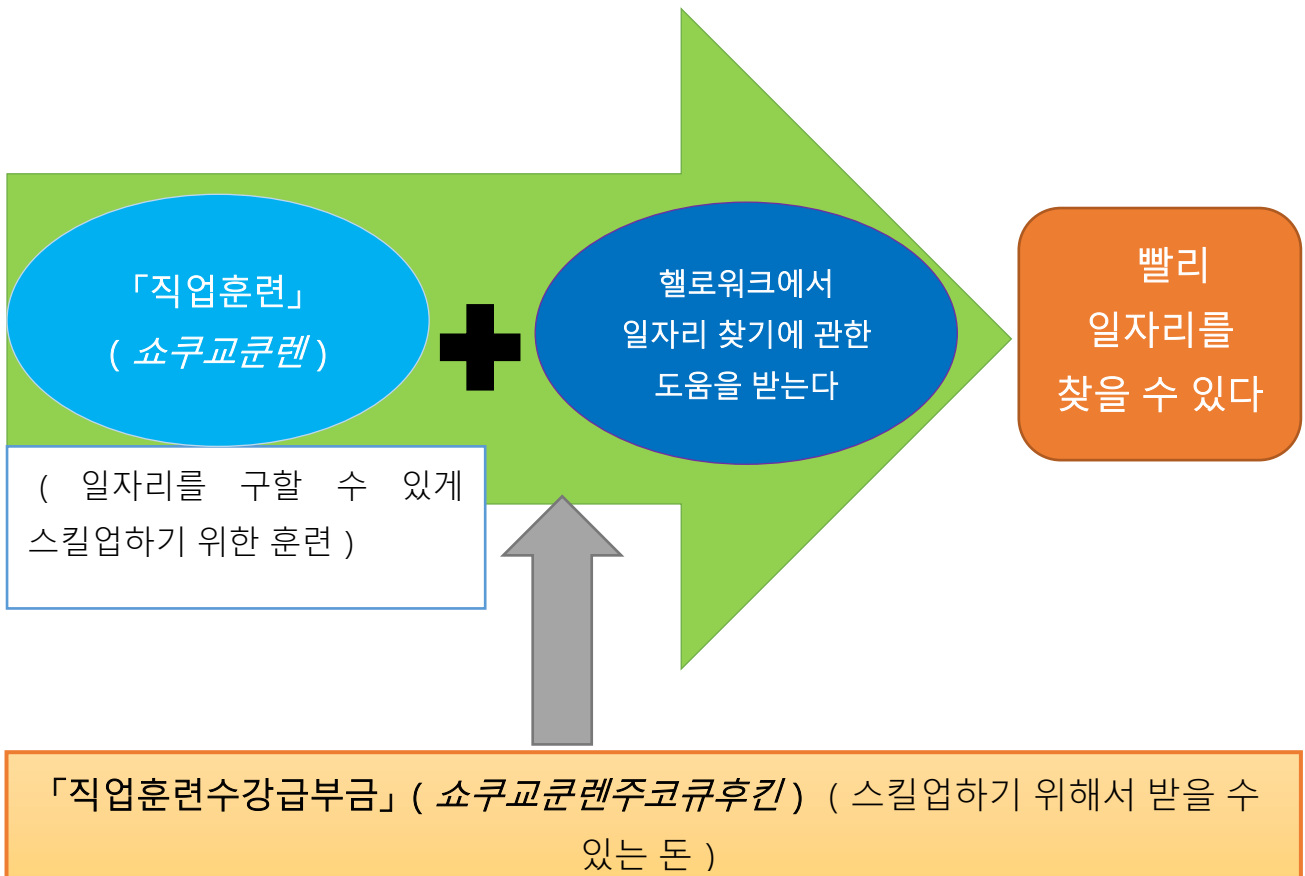 「직업훈련」
( 쇼쿠교쿤렌 )
핼로워크에서
일자리 찾기에 관한
도움을 받는다
빨리
일자리를
찾을 수 있다
( 일자리를 구할 수 있게
스킬업하기 위한 훈련 )
「직업훈련수강급부금」( 쇼쿠교쿤렌주코큐후킨 ) ( 스킬업하기 위해서 받을 수
있는 돈 )